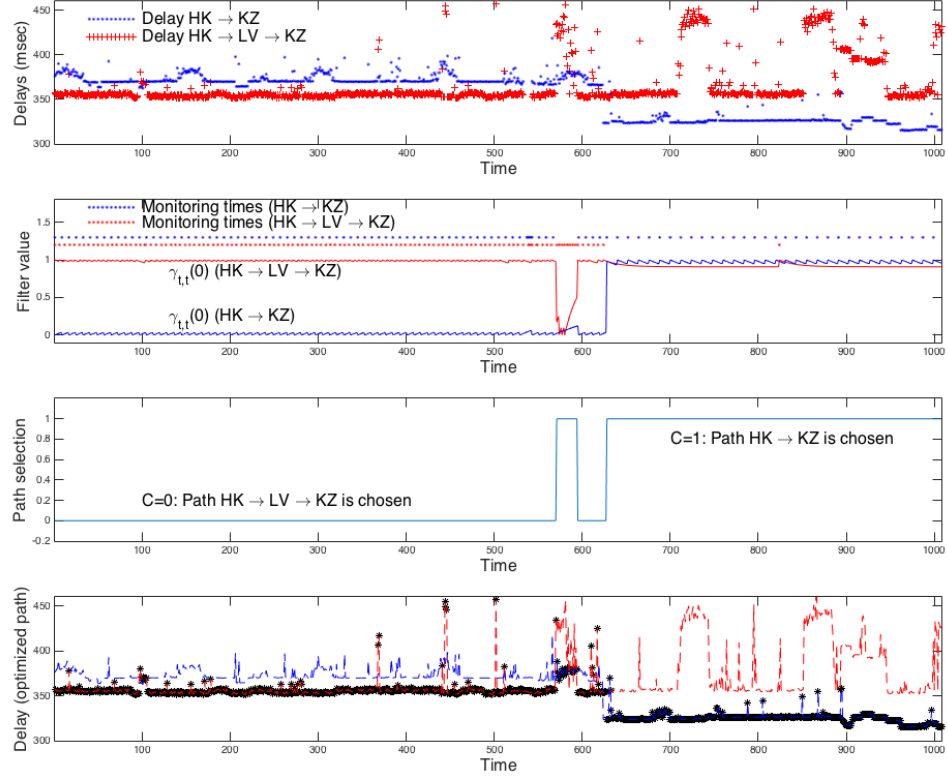 450
400
350
300
Delays (msec)
Delay HK → KZ
Delay HK → LV → KZ
100 200 300 400 500 600 700 800 900 1000
Time
1.5
1
0.5
0
Filter value
Monitoring times (HK → KZ)
Monitoring times (HK → LV → KZ)
γt,t(0) (HK → LV → KZ)
γt,t(0) (HK → KZ)
100 200 300 400 500 600 700 800 900 1000
Time
1
0.8
0.6
0.4
0.2
0
-0.2
Path selection
C=1: Path HK → KZ is chosen
C=0: Path HK → LV → KZ is chosen
100 200 300 400 500 600 700 800 900 1000
Time
450
400
350
300
Delay (optimized path)
100 200 300 400 500 600 700 800 900 1000
Time